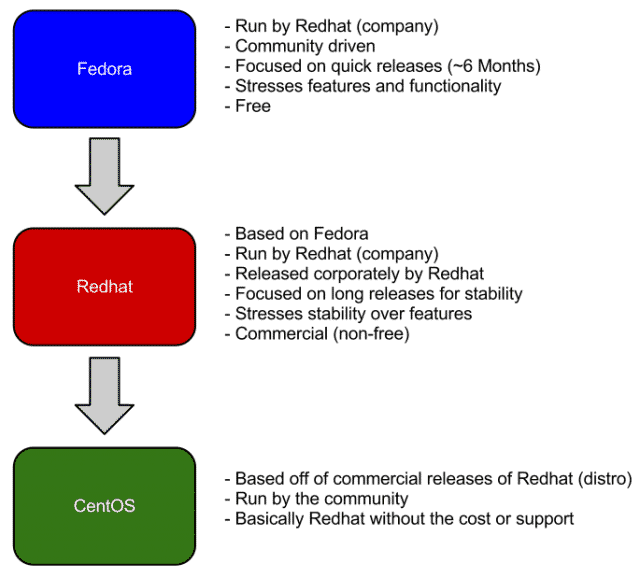 Fedora
- Run by Redhat (company)
- Community driven
- Focused on quick releases (~6 Months)
- Stresses features and functionality
- Free
Redhat
- Based on Fedora
- Run by Redhat (company)
- Released corporately by Redhat
- Focused on long releases for stability
- Stresses stability over features
- Commercial (non-free)
CentOS
- Based off of commercial releases of Redhat (distro)
- Run by the community
- Basically Redhat without the cost or support